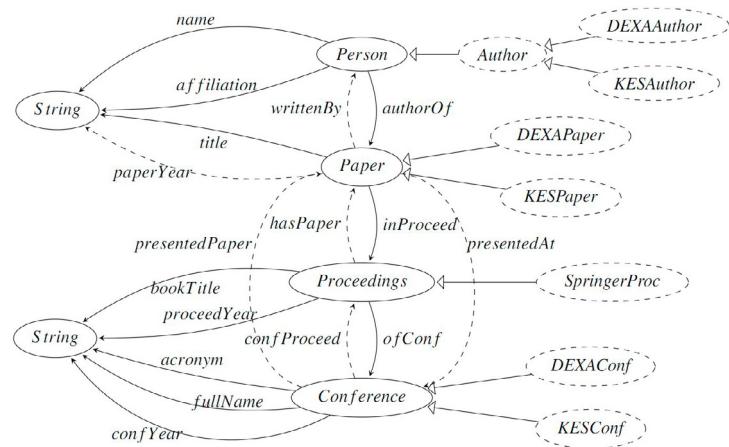 name
DEXAAuthor
Person
Author
affiliation
KESAuthor
String
writtenBy
authorOf
title
DEXAPaper
Paper
paperYear
KESPaper
hasPaper
inProceed
presentedPaper
presentedAt
Proceedings
SpringerProc
bookTitle
proceedYear
String
confProceed
ofConf
acronym
DEXAConf
fullName
Conference
confYear
KESConf